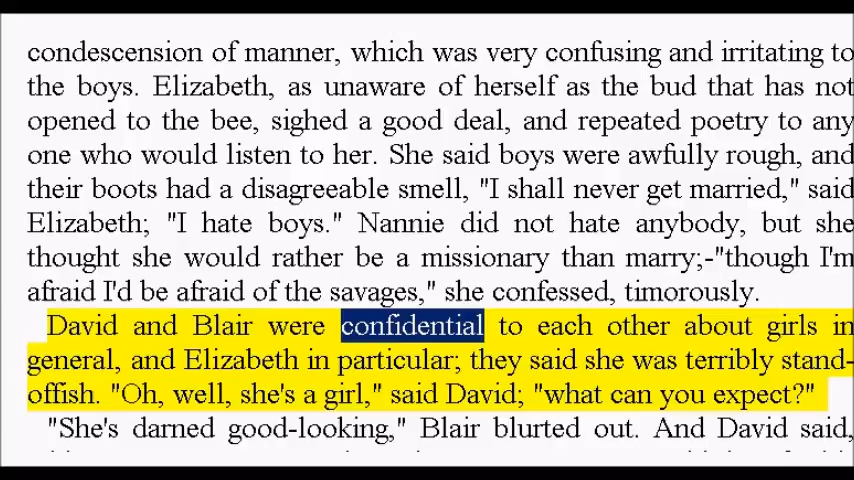 condescension of manner, which was very confusing and irritating to
the boys. Elizabeth, as unaware of herself as the bud that has not
opened to the bee, sighed a good deal, and repeated poetry to any
one who would listen to her. She said boys were awfully rough, and
their boots had a disagreeable smell, "I shall never get married," said
Elizabeth; "I hate boys." Nannie did not hate anybody, but she
thought she would rather be a missionary than marry;-"though I'm
afraid I'd be afraid of the savages," she confessed, timorously.
David and Blair were confidential to each other about girls in
general, and Elizabeth in particular; they said she was terribly stand-
offish. "Oh, well, she's a girl," said David; "what can you expect?"
"She's darned good-looking," Blair blurted out. And David said,